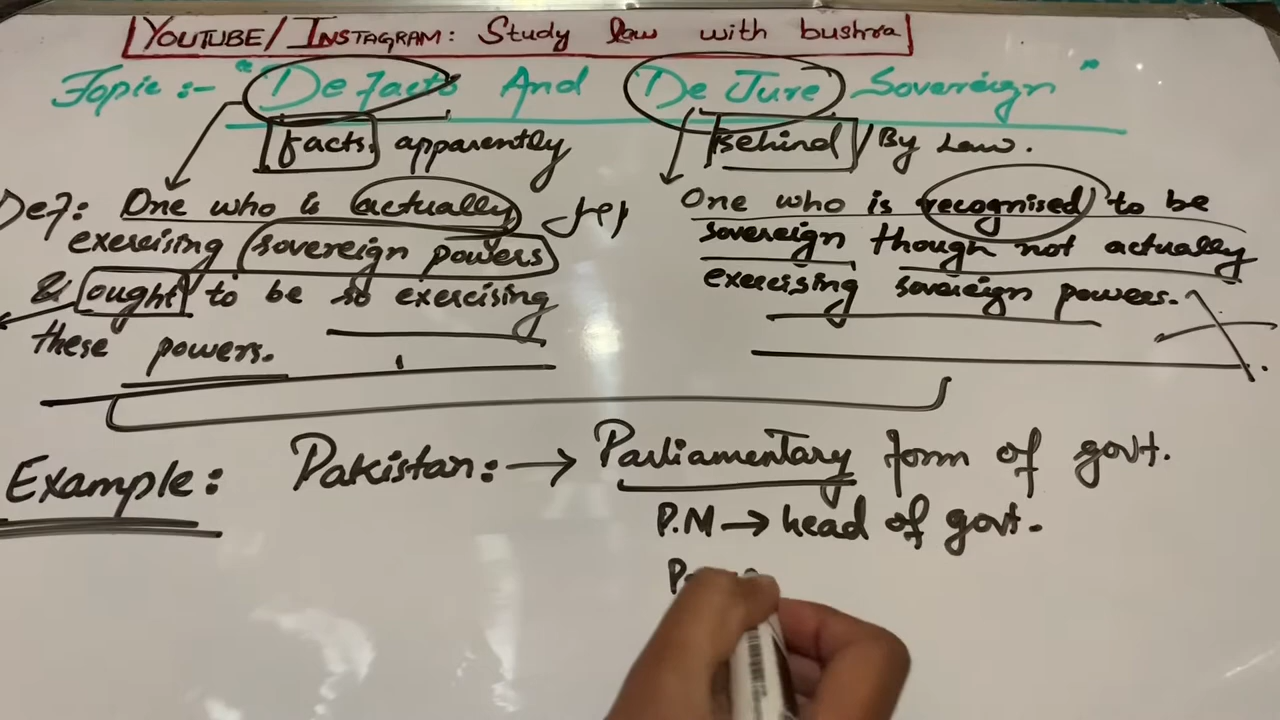 YOUTUBE/INSTAGRAM: Study law with bushra
Topic:- "De facto And De Jure Sovereign"
facts, apparently
Behind / By Law.
Def: One who is actually
exercising sovereign powers
& ought to be so exercising
these powers.
One who is recognised to be
sovereign though not actually
exercising sovereign powers.
Example: Pakistan:→ Parliamentary form of govt.
P.M → head of govt.